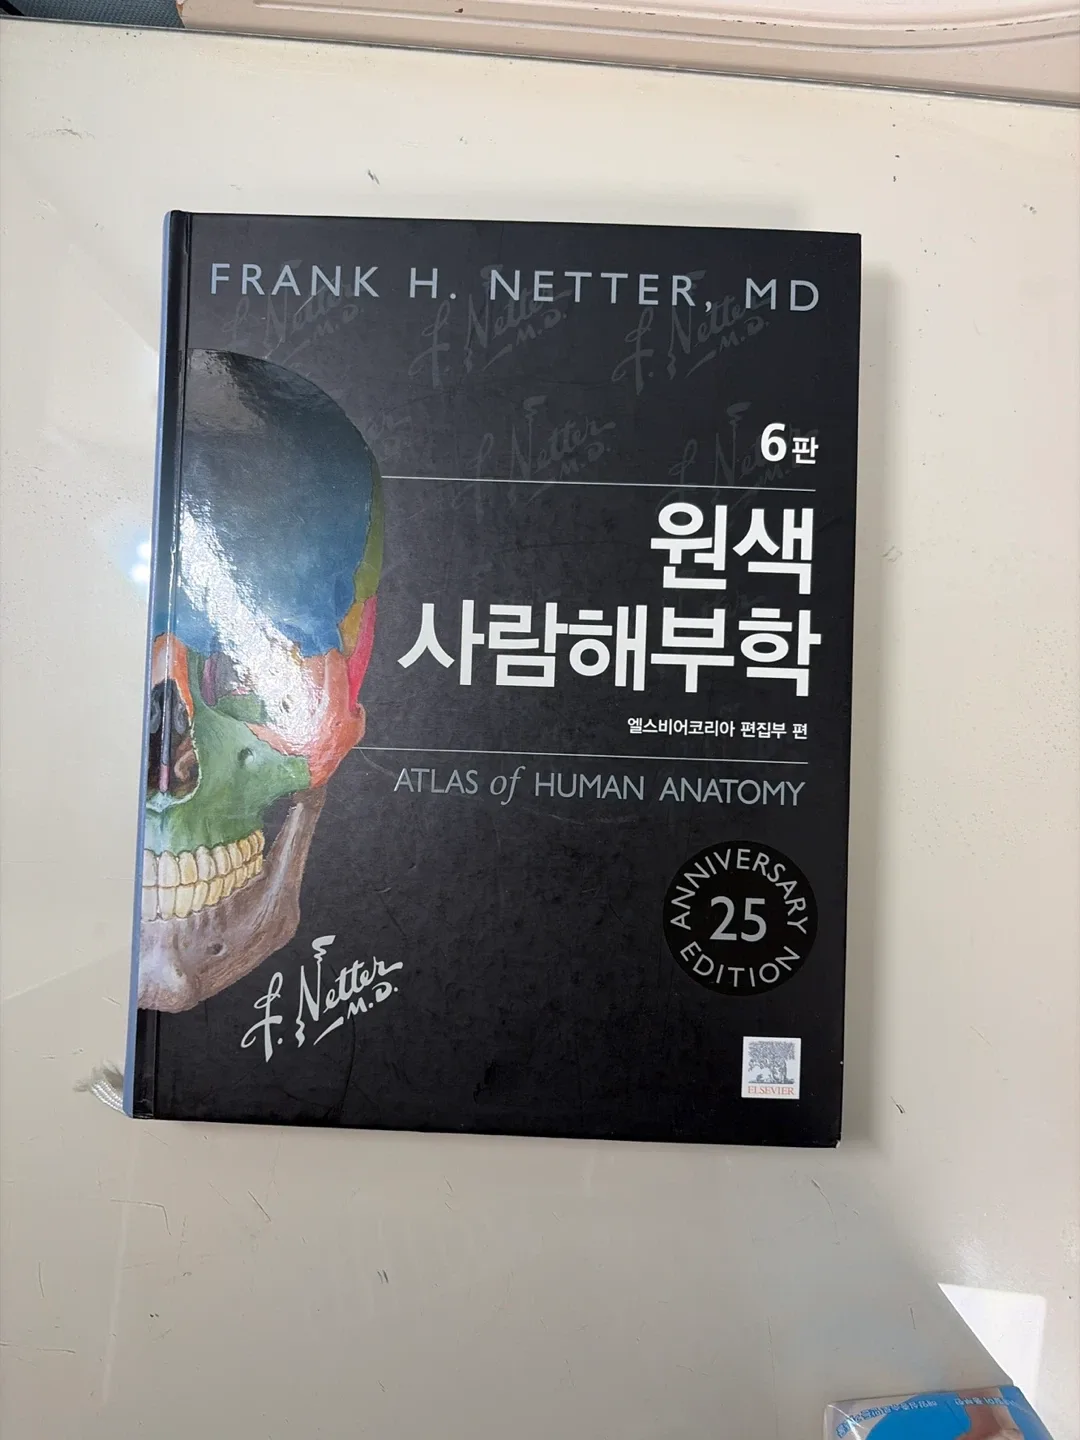 FRANK H. NETTER, MD
6판
원색
사람해부학
엘스비어코리아 편집부 편
ATLAS of HUMAN ANATOMY
ANNIVERSARY
25
EDITION
F. Netter
M.D.
ELSEVIER